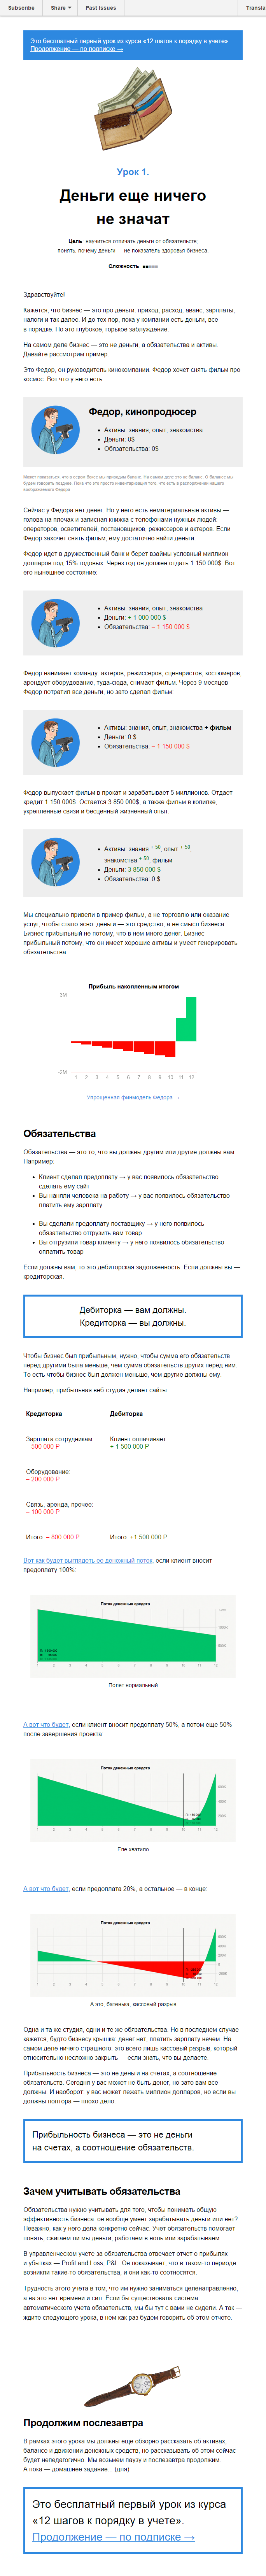 Subscribe
Share
Past Issues
Transla
Это бесплатный первый урок из курса «12 шагов к порядку в учете».
Продолжение — по подписке →
Урок 1.
Деньги еще ничего
не значат
Цель: научиться отличать деньги от обязательств,
понять, почему деньги — не показатель здоровья бизнеса.
Сложность
Здравствуйте!
Кажется, что бизнес — это про деньги: приход, расход, аванс, зарплаты,
налоги и так далее. И до тех пор, пока у компании есть деньги, все
в порядке. Но это глубокое, горькое заблуждение.
На самом деле бизнес — это не деньги, а обязательства и активы.
Давайте рассмотрим пример.
Это Федор, он руководитель кинокомпании. Федор хочет снять фильм про
космос. Вот что у него есть:
Федор, кинопродюсер
Активы: знания, опыт, знакомства
Деньги: 0$
Обязательства: 0$
Может показаться, что в серем боксе мы приводим баланс. На самом деле это не баланс. О балансе мы
будем говорить позднее. Пока что это просто инвентаризация того, что есть в распоряжении нашего
воображаемого Федора
Сейчас у Федора нет денег. Но у него есть нематериальные активы —
голова на плечах и записная книжка с телефонами нужных людей:
операторов, осветителей, постановщиков, режиссеров и актеров. Если
Федор захочет снять фильм, ему достаточно найти деньги.
Федор идет в дружественный банк и берет взаймы условный миллион
долларов под 15% годовых. Через год он должен отдать 1 150 000$. Вот
его нынешнее состояние:
Активы: знания, опыт, знакомства
Деньги: + 1 000 000 $
Обязательства: – 1 150 000 $
Федор нанимает команду: актеров, режиссеров, сценаристов, костюмеров,
арендует оборудование, туда-сюда, снимает фильм. Через 9 месяцев
Федор потратил все деньги, но зато сделал фильм:
Активы: знания, опыт, знакомства + фильм
Деньги: 0 $
Обязательства: – 1 150 000 $
Федор выпускает фильм в прокат и зарабатывает 5 миллионов. Отдает
кредит 1 150 000$. Остается 3 850 000$, а также фильм в копилке,
укрепленные связи и бесценный жизненный опыт:
Активы: знания + 50, опыт + 50,
знакомства + 50, фильм
Деньги: 3 850 000 $
Обязательства: 0 $
Мы специально привели в пример фильм, а не торговлю или оказание
услуг, чтобы стало ясно: деньги — это средство, а не смысл бизнеса.
Бизнес прибыльный не потому, что в нем много денег. Бизнес
прибыльный потому, что он имеет хорошие активы и умеет генерировать
обязательства.
Прибыль накопленным итогом
3М
-2М
1 2 3 4 5 6 7 8 9 10 11 12
Упрощенная финмодель Федора →
Обязательства
Обязательства — это то, что вы должны другим или другие должны вам.
Например:
Клиент сделал предоплату → у вас появилось обязательство
сделать ему сайт
Вы наняли человека на работу → у вас появилось обязательство
платить ему зарплату
Вы сделали предоплату поставщику → у него появилось
обязательство отгрузить вам товар
Вы отгрузили товар клиенту → у него появилось обязательство
оплатить товар
Если должны вам, то это дебиторская задолженность. Если должны вы —
кредиторская.
Дебиторка — вам должны.
Кредиторка — вы должны.
Чтобы бизнес был прибыльным, нужно, чтобы сумма его обязательств
перед другими была меньше, чем сумма обязательств других перед ним.
То есть чтобы бизнес был должен меньше, чем другие должны ему.
Например, прибыльная веб-студия делает сайты:
Кредиторка
Дебиторка
Зарплата сотрудникам:
– 500 000 Р
Клиент оплачивает:
+ 1 500 000 Р
Оборудование:
– 200 000 Р
Связь, аренда, прочее:
– 100 000 Р
Итого: – 800 000 Р
Итого: +1 500 000 Р
Вот как будет выглядеть ее денежный поток, если клиент вносит
предоплату 100%:
Поток денежных средств
1 2 3 4 5 6 7 8 9 10 11 12
Полет нормальный
А вот что будет, если клиент вносит предоплату 50%, а потом еще 50%
после завершения проекта:
Поток денежных средств
1 2 3 4 5 6 7 8 9 10 11 12
Еле хватило
А вот что будет, если предоплата 20%, а остальное — в конце:
Поток денежных средств
1 2 3 4 5 6 7 8 9 10 11 12
А это, батенька, кассовый разрыв
Одна и та же студия, одни и те же обязательства. Но в последнем случае
кажется, будто бизнесу крышка: денег нет, платить зарплату нечем. На
самом деле ничего страшного: это всего лишь кассовый разрыв, который
относительно несложно закрыть — если знать, что вы делаете.
Прибыльность бизнеса — это не деньги на счетах, а соотношение
обязательств. Сегодня у вас может не быть денег, но зато вам все
должны. И наоборот: у вас может лежать миллион долларов, но если вы
должны полтора — плохо дело.
Прибыльность бизнеса — это не деньги
на счетах, а соотношение обязательств.
Зачем учитывать обязательства
Обязательства нужно учитывать для того, чтобы понимать общую
эффективность бизнеса: он вообще умеет зарабатывать деньги или нет?
Неважно, как у него дела конкретно сейчас. Учет обязательств помогает
понять, сжигаем ли мы деньги, работаем в ноль или зарабатываем.
В управленческом учете за обязательства отвечает отчет о прибылях
и убытках — Profit and Loss, P&L. Он показывает, что в таком-то периоде
возникли такие-то обязательства, и они как-то соотносятся.
Трудность этого учета в том, что им нужно заниматься целенаправленно,
а на это нет времени и сил. Если бы существовала система
автоматического учета обязательств, мы бы тут с вами не сидели. А так —
ждите следующего урока, в нем как раз будем говорить об этом отчете.
Продолжим послезавтра
В рамках этого урока мы должны еще обзорно рассказать об активах,
балансе и движении денежных средств, но рассказывать об этом сейчас
будет непедагогично. Мы возьмем паузу и послезавтра продолжим.
А пока — домашнее задание... (для)
Это бесплатный первый урок из курса
«12 шагов к порядку в учете».
Продолжение — по подписке →